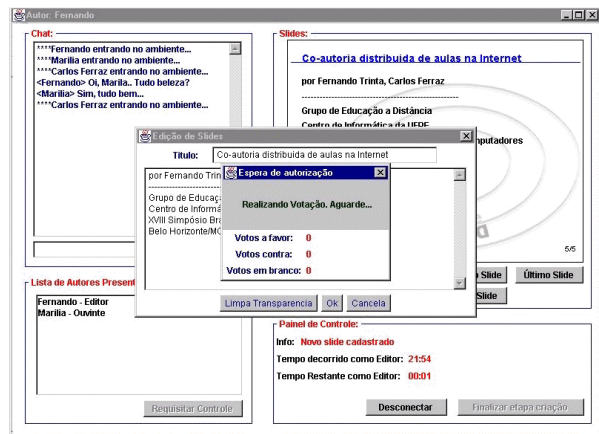 Autor: Fernando
Chat:
****Fernando entrando no ambiente...
****Marilia entrando no ambiente...
****Carlos Ferraz entrando no ambiente...
<Fernando> Oi, Marila.. Tudo beleza?
<Marilia> Sim, tudo bem...
****Carlos Ferraz entrando no ambiente...
Slides:
Co-autoria distribuida de aulas na Internet
por Fernando Trinta, Carlos Ferraz
----------------------------------------
Grupo de Educação a Distância
Centro de Informática da UFPE
mputadores
5/5
Slide
Último Slide
Slide
Edição de Slides
Titulo: Co-autoria distribuida de aulas na Internet
por Fernando Trin
Grupo de Educaç
Centro de Informá
XVIII Simpósio Bra
Belo Horizonte/MG
Espera de autorização
Realizando Votação. Aguarde...
Votos a favor: 0
Votos contra: 0
Votos em branco: 0
Limpa Transparencia Ok Cancela
Lista de Autores Present
Fernando - Editor
Marilia - Ouvinte
Requisitar Controle
Painel de Controle:
Info: Novo slide cadastrado
Tempo decorrido como Editor: 21:54
Tempo Restante como Editor: 00:01
Desconectar Finalizar etapa criação